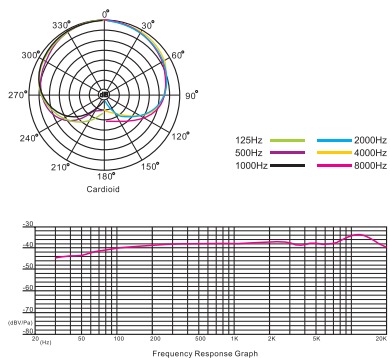 0°
330° 30°
300° 60°
270° 90°
240° 120°
210° 150°
180°
Cardioid
125Hz 2000Hz
500Hz 4000Hz
1000Hz 8000Hz
-30
-40
-50
-60
-70
(dBV/Pa)
-80
20 50 100 200 500 1K 2K 5K 20K
(Hz)
Frequency Response Graph